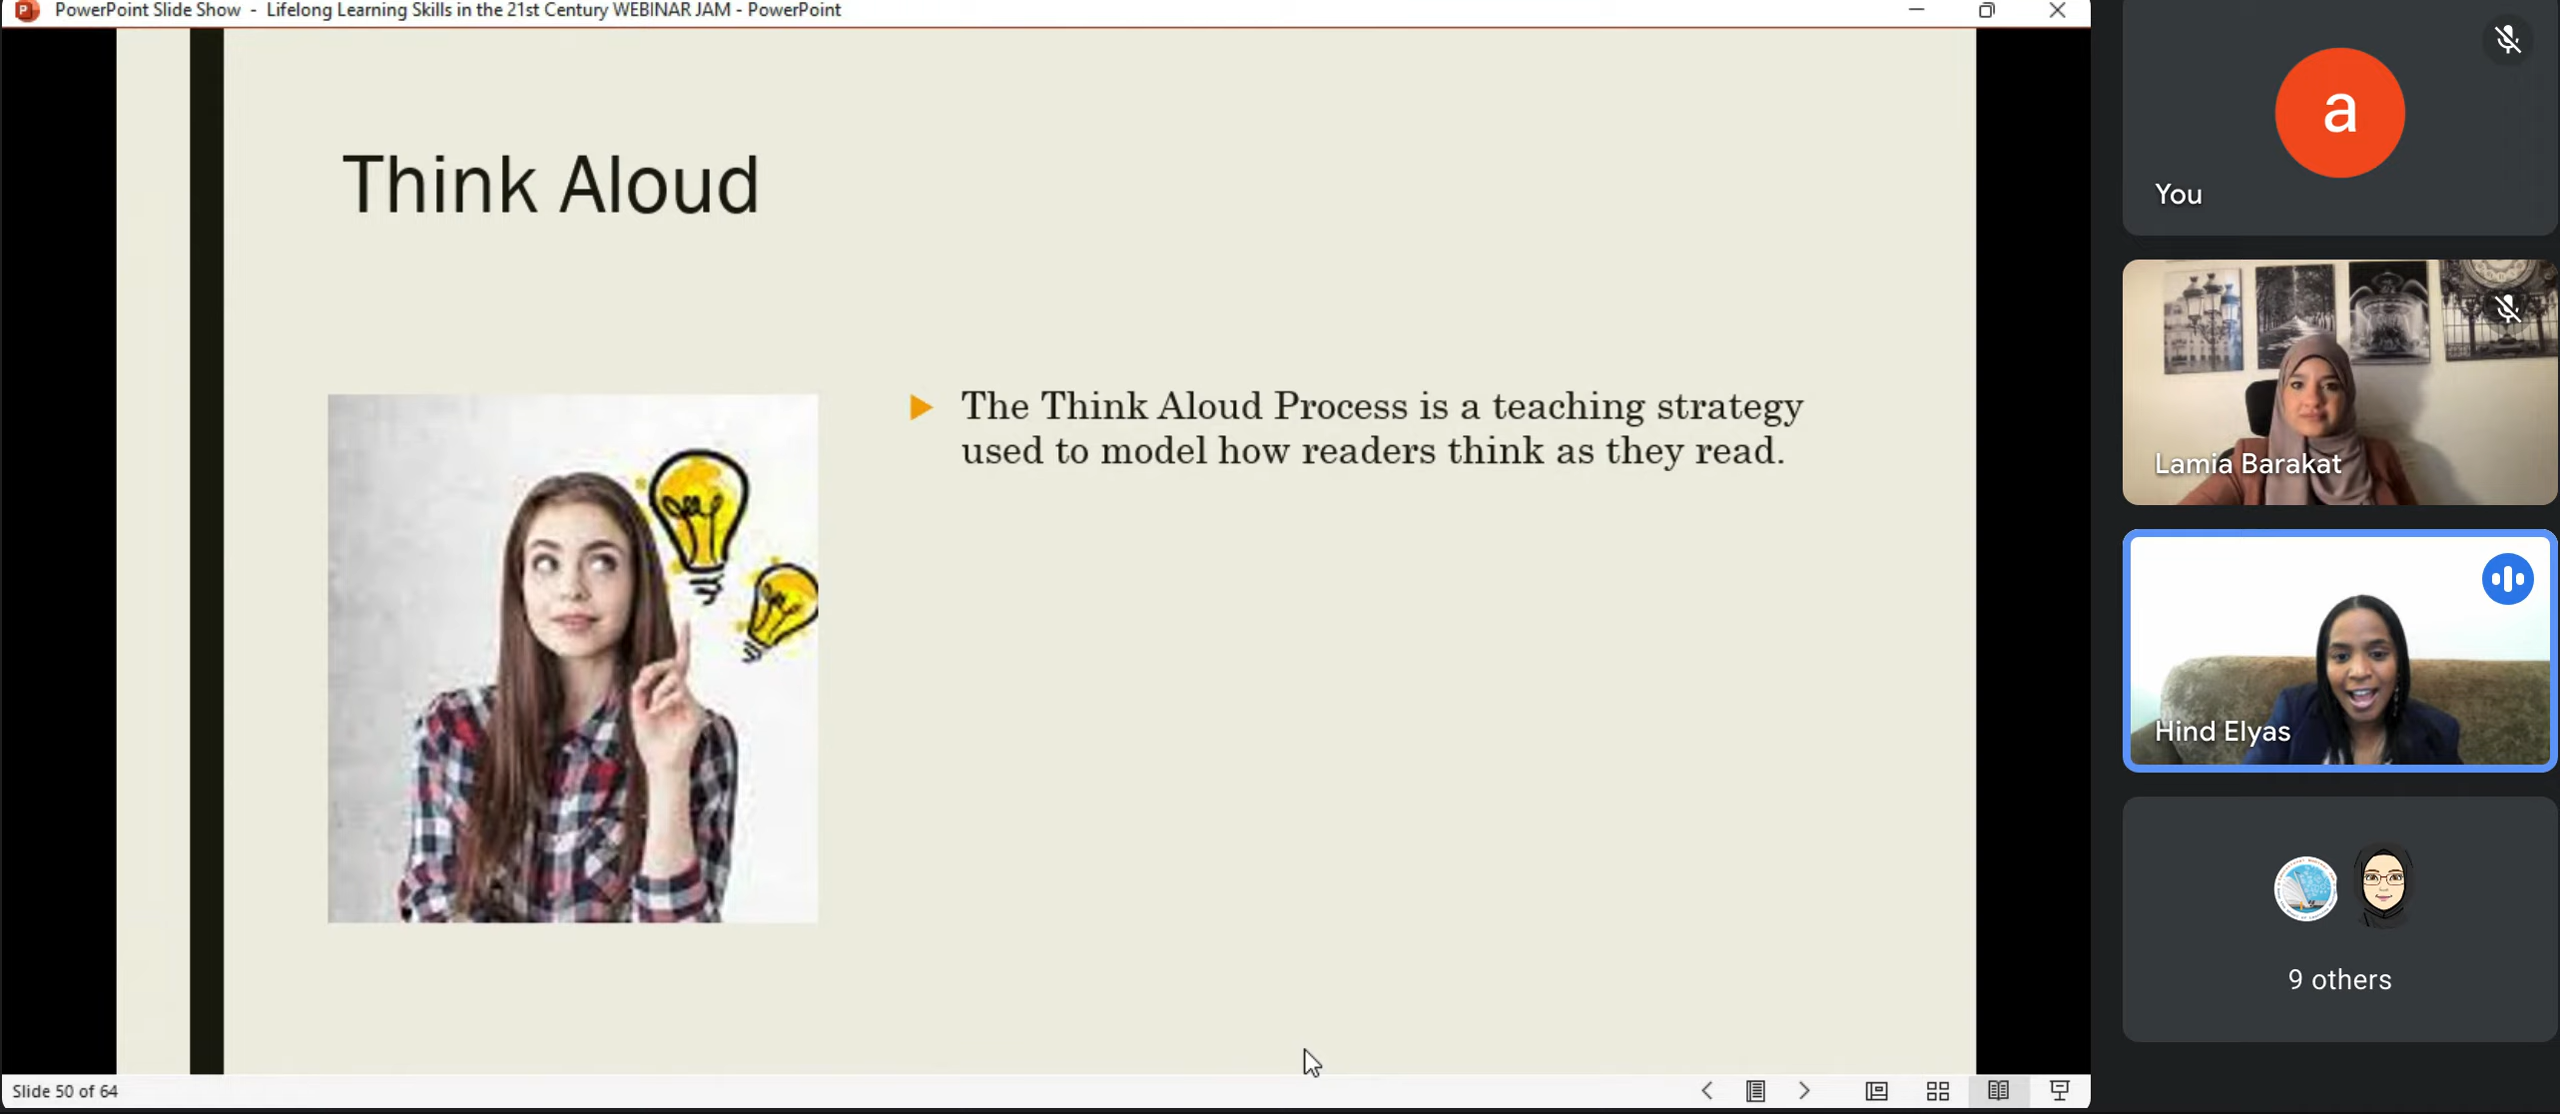 PowerPoint Slide Show - Lifelong Learning Skills in the 21st Century WEBINAR JAM - PowerPoint
Think Aloud
The Think Aloud Process is a teaching strategy
used to model how readers think as they read.
Slide 50 of 64
a
You
Lamia Barakat
Hind Elyas
9 others